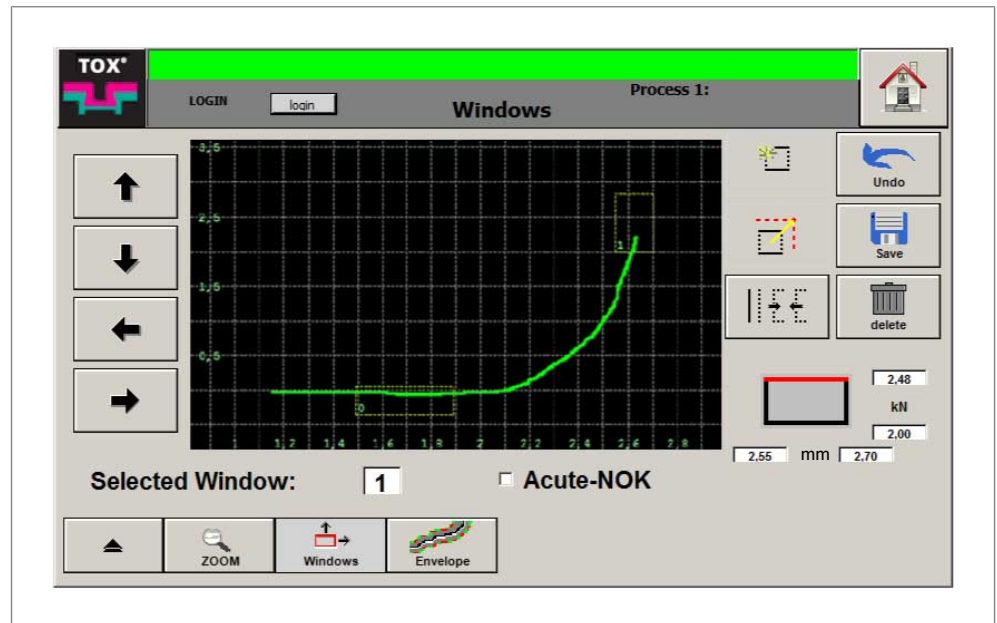 TOX®
LOGIN
login
Windows
Process 1:
3,5
2,5
1,5
0,5
1
0
1 1,2 1,4 1,6 1,8 2 2,2 2,4 2,6 2,8
Undo
Save
delete
2,48
kN
2,00
2,55 mm 2,70
Selected Window: 1 Acute-NOK
ZOOM
Windows
Envelope